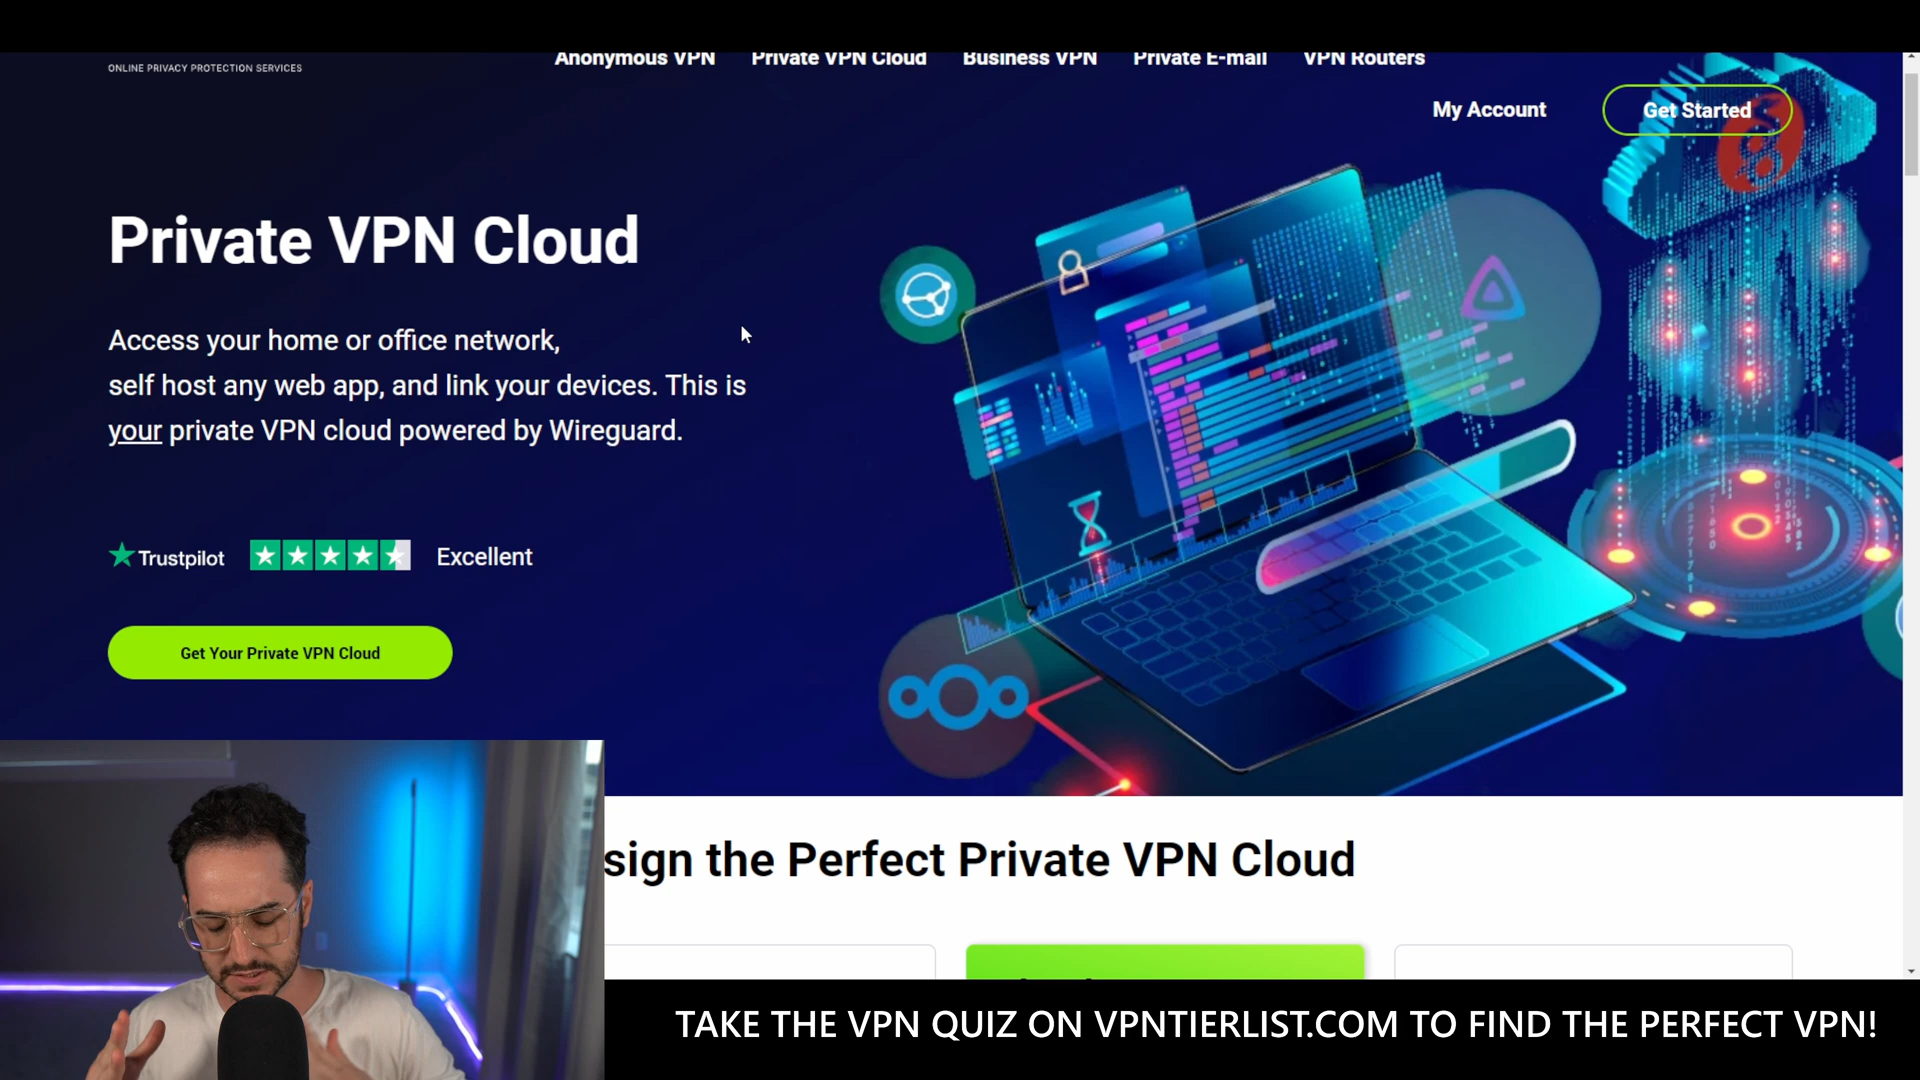 ONLINE PRIVACY PROTECTION SERVICES
Anonymous VPN
Private VPN Cloud
Business VPN
Private E-mail
VPN Routers
My Account
Get Started
Private VPN Cloud
Access your home or office network,
self host any web app, and link your devices. This is
your private VPN cloud powered by Wireguard.
Trustpilot
Excellent
Get Your Private VPN Cloud
sign the Perfect Private VPN Cloud
TAKE THE VPN QUIZ ON VPNTIERLIST.COM TO FIND THE PERFECT VPN!